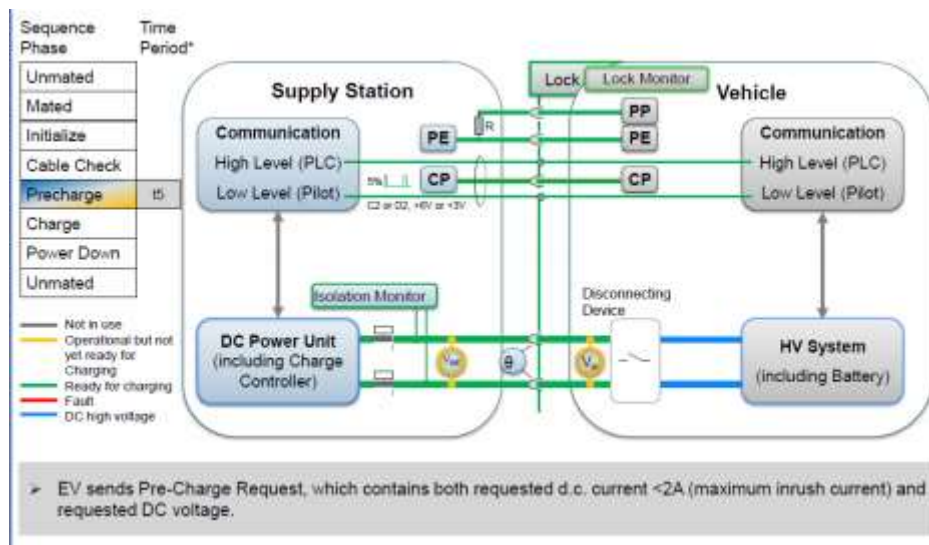 Sequence Phase
Time Period*
Unmated
Mated
Initialize
Cable Check
Precharge
t5
Charge
Power Down
Unmated
Not in use
Operational but not yet ready for Charging
Ready for charging
Fault
DC high voltage
Supply Station
Communication
High Level (PLC)
Low Level (Pilot)
PE
R
5%
CP
C2 or D2, +6V or +3V
Isolation Monitor
DC Power Unit
(including Charge
Controller)
θ
Lock
Lock Monitor
Vehicle
PP
PE
CP
Communication
High Level (PLC)
Low Level (Pilot)
Disconnecting
Device
HV System
(including Battery)
➤ EV sends Pre-Charge Request, which contains both requested d.c. current <2A (maximum inrush current) and
requested DC voltage.